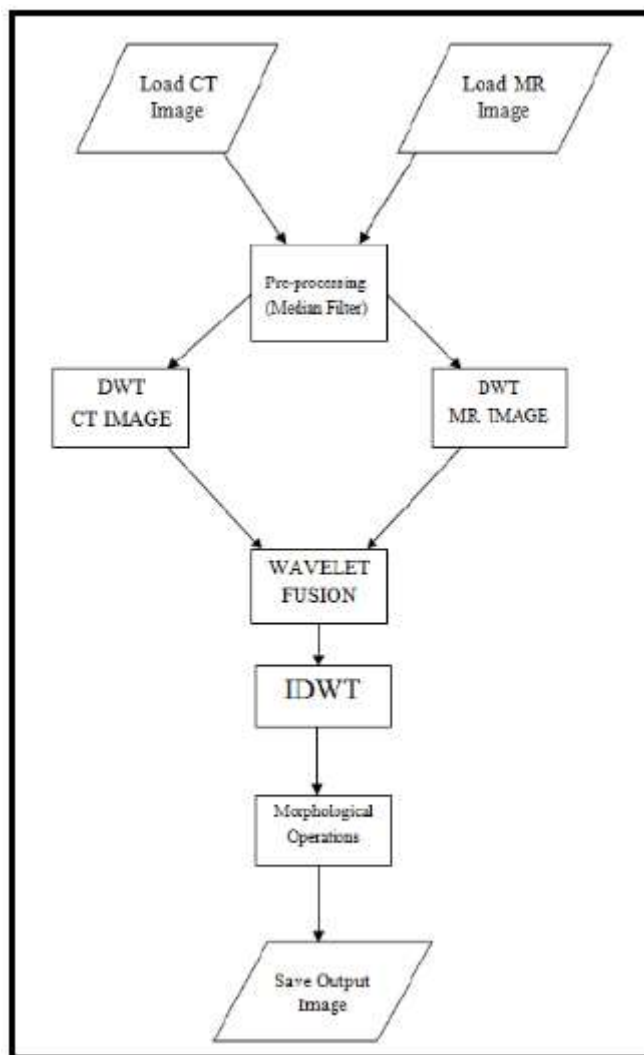 Load CT
Image
Load MR
Image
Pre-processing
(Median Filter)
DWT
CT IMAGE
DWT
MR IMAGE
WAVELET
FUSION
IDWT
Morphological
Operations
Save Output
Image